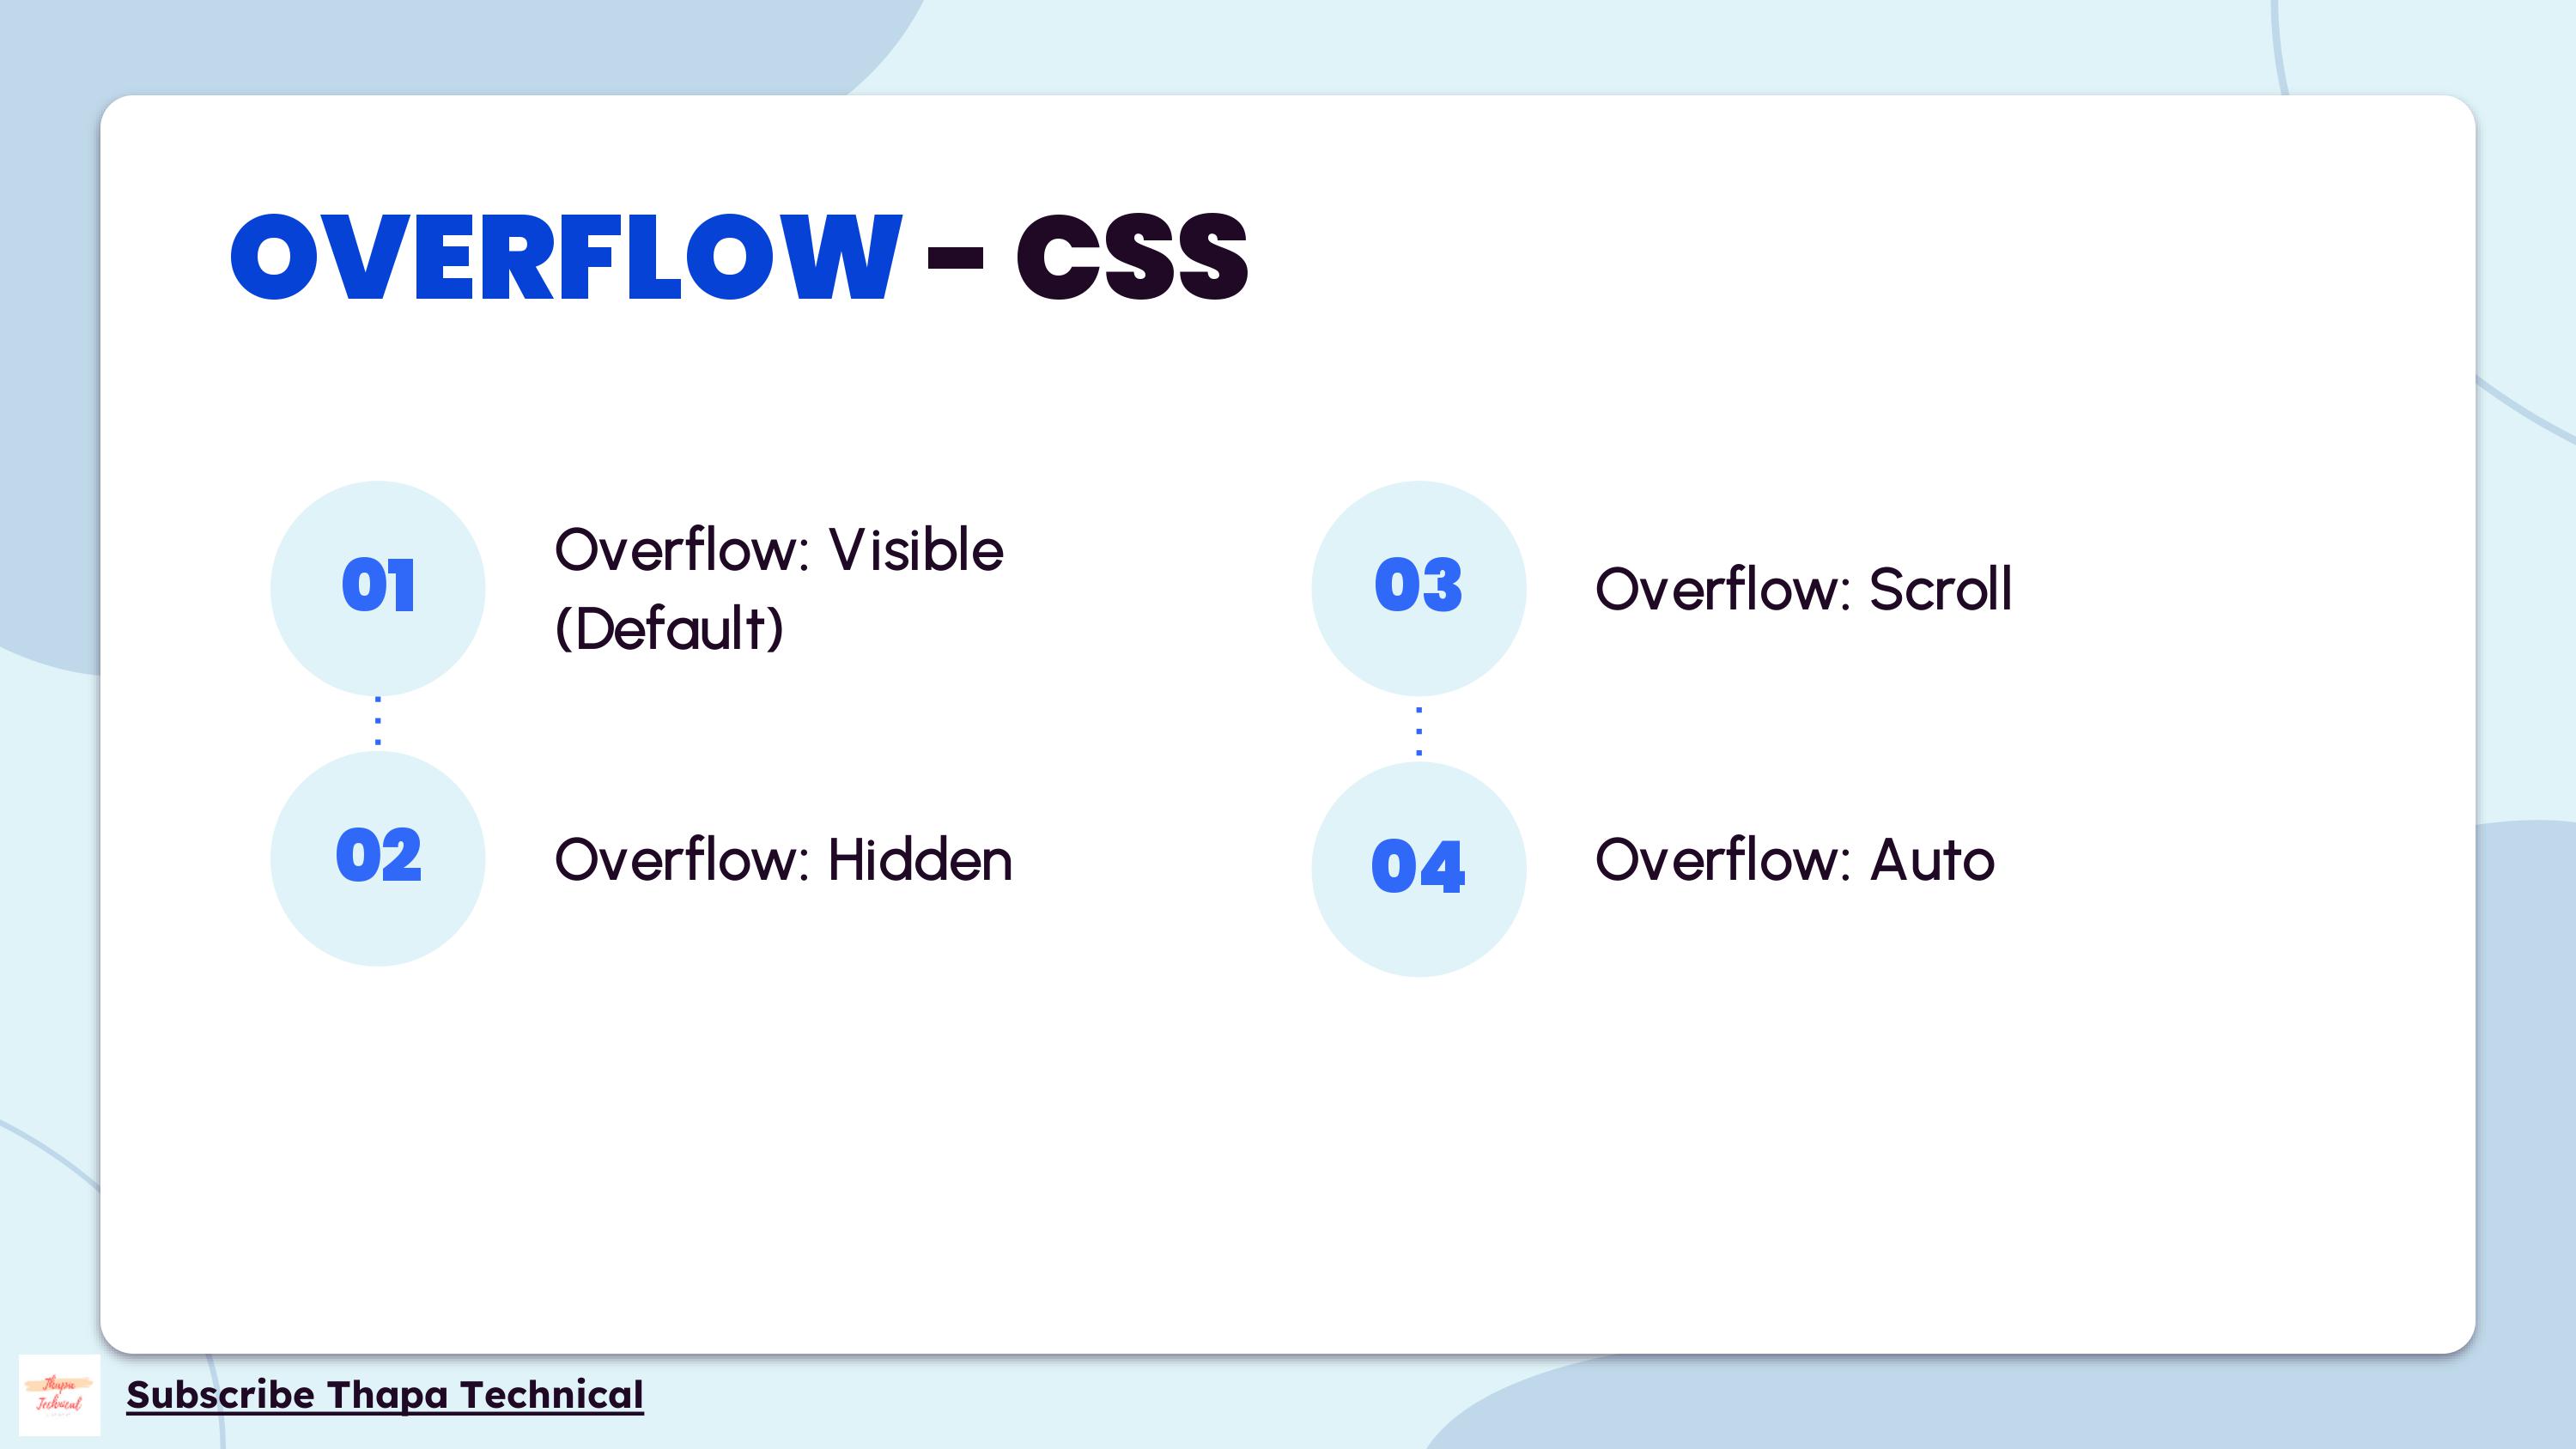 OVERFLOW - CSS
01
Overflow: Visible
(Default)
02
Overflow: Hidden
03
Overflow: Scroll
04
Overflow: Auto
Thapa
Technical
Subscribe Thapa Technical